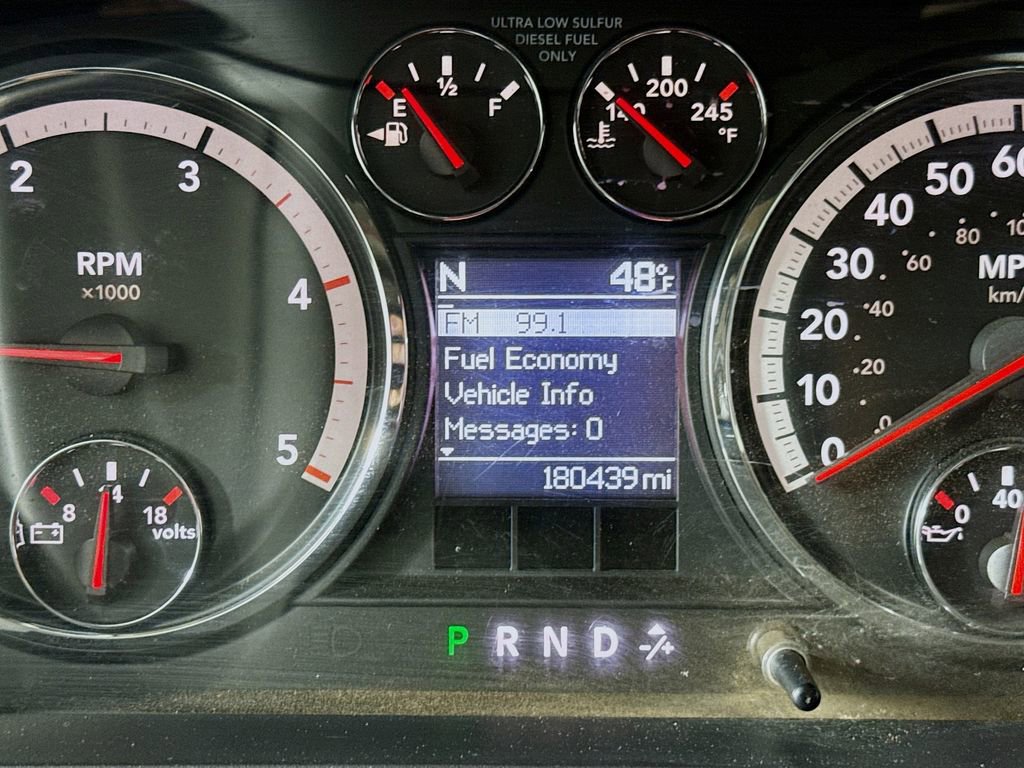 ULTRA LOW SULFUR
DIESEL FUEL
ONLY
E ½ F
200
245
°F
2
3
4
5
RPM
×1000
8
18
volts
N 48°F
FM 99.1
Fuel Economy
Vehicle Info
Messages: 0
180439 mi
0
10
20
30
40
50
20
40
60
80
0
40
P R N D -/+